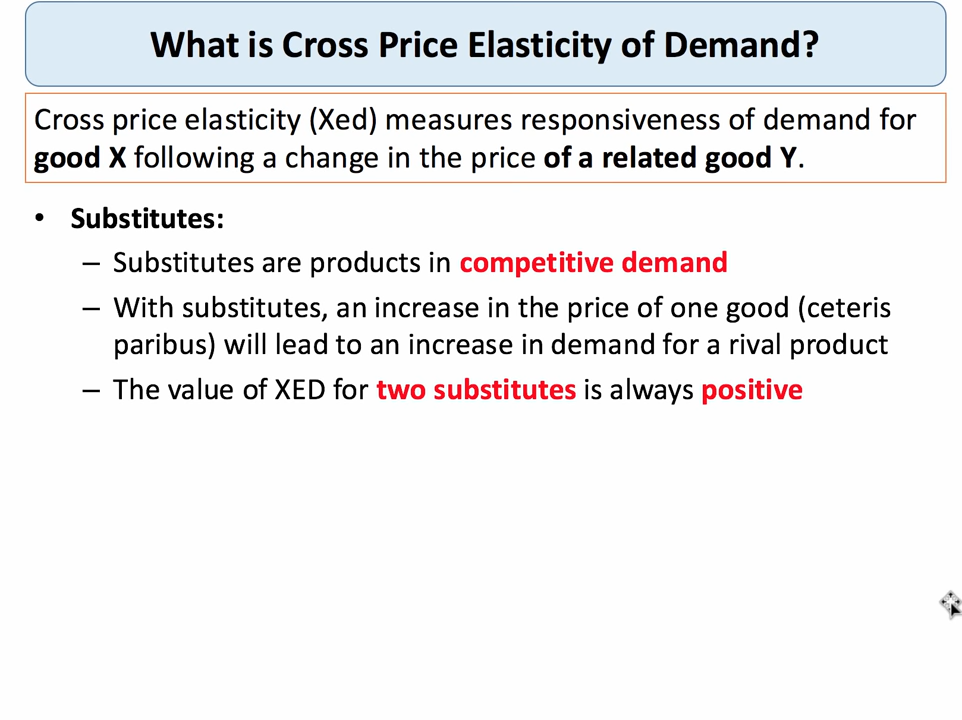 What is Cross Price Elasticity of Demand?
Cross price elasticity (Xed) measures responsiveness of demand for
good X following a change in the price of a related good Y.
• Substitutes:
– Substitutes are products in competitive demand
– With substitutes, an increase in the price of one good (ceteris
paribus) will lead to an increase in demand for a rival product
– The value of XED for two substitutes is always positive